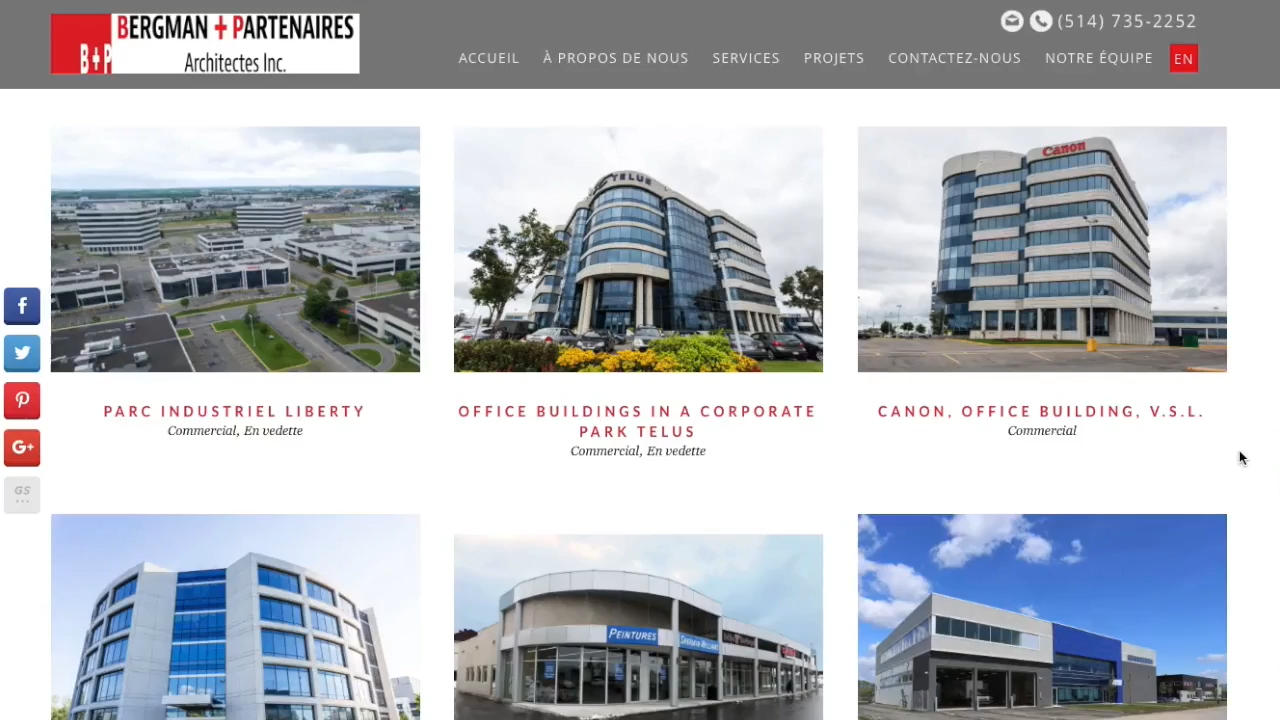 BERGMAN + PARTENAIRES
B+P
Architectes Inc.
(514) 735-2252
ACCUEIL À PROPOS DE NOUS SERVICES PROJETS CONTACTEZ-NOUS NOTRE ÉQUIPE EN
TELUS
Canon
f
G+
GS
PARC INDUSTRIEL LIBERTY
Commercial, En vedette
OFFICE BUILDINGS IN A CORPORATE
PARK TELUS
Commercial, En vedette
CANON, OFFICE BUILDING, V.S.L.
Commercial
PEINTURES
SHERWIN-WILLIAMS